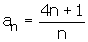 aₙ = (4n + 1)/n